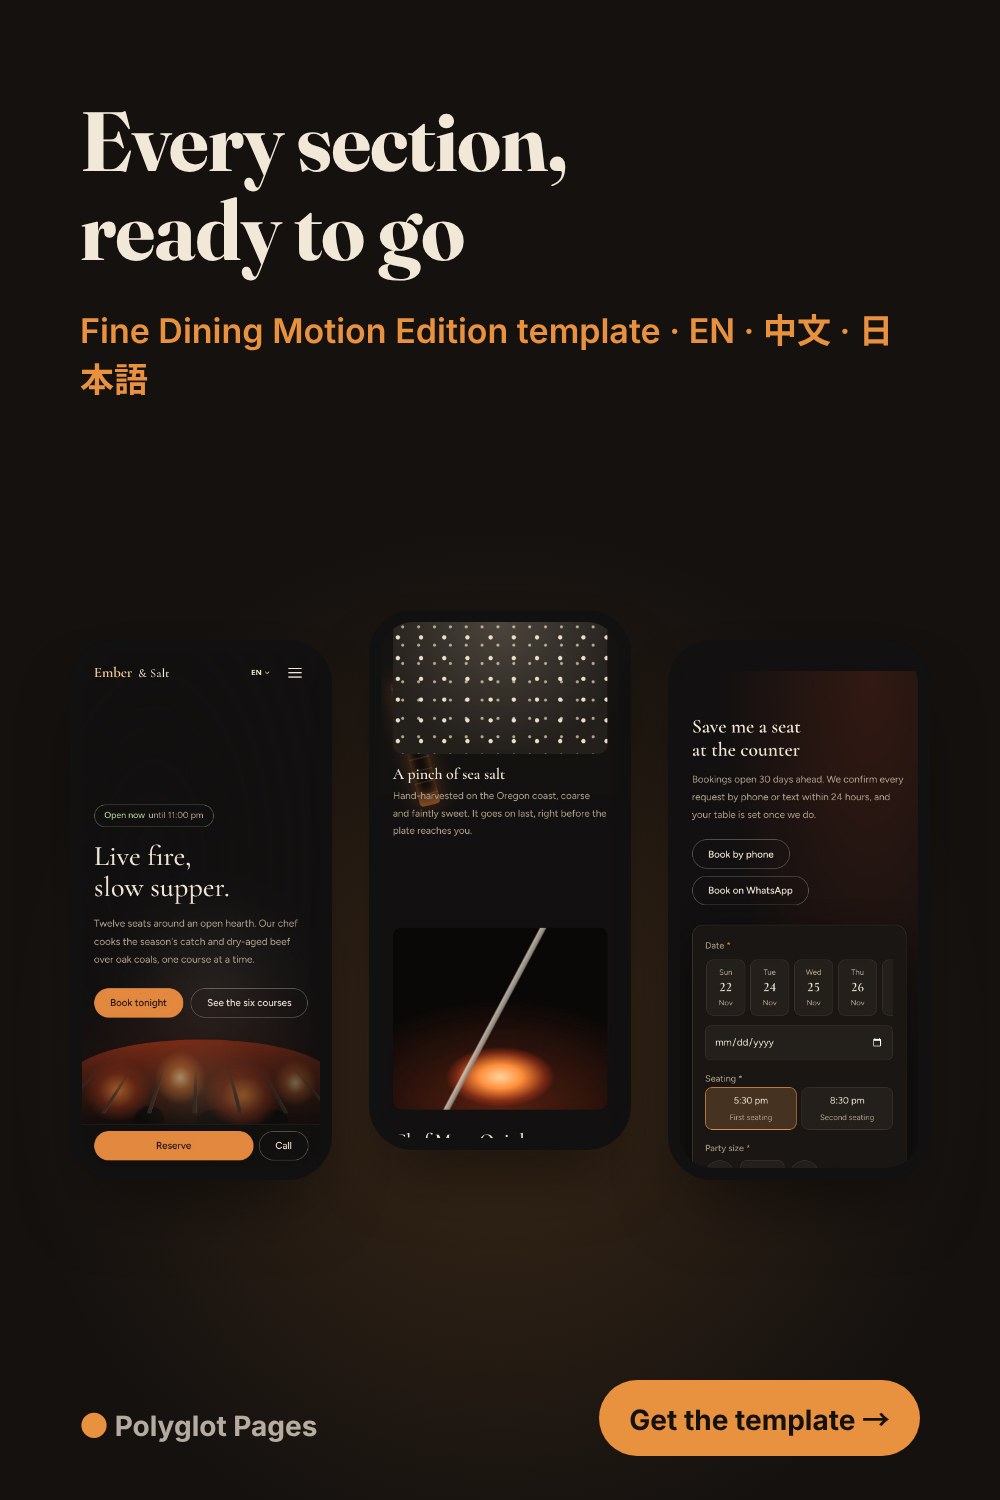 Every section,
ready to go
Fine Dining Motion Edition template · EN · 中文 · 日
本語
Ember & Salt
EN
Open now until 11:00 pm
Live fire,
slow supper.
Twelve seats around an open hearth. Our chef
cooks the season's catch and dry-aged beef
over oak coals, one course at a time.
Book tonight
See the six courses
Reserve
Call
A pinch of sea salt
Hand-harvested on the Oregon coast, coarse
and faintly sweet. It goes on last, right before the
plate reaches you.
Save me a seat
at the counter
Bookings open 30 days ahead. We confirm every
request by phone or text within 24 hours, and
your table is set once we do.
Book by phone
Book on WhatsApp
Date *
Sun Tue Wed Thu
22 24 25 26
Nov Nov Nov Nov
mm/dd/yyyy
Seating *
5:30 pm 8:30 pm
First seating Second seating
Party size *
Polyglot Pages
Get the template →